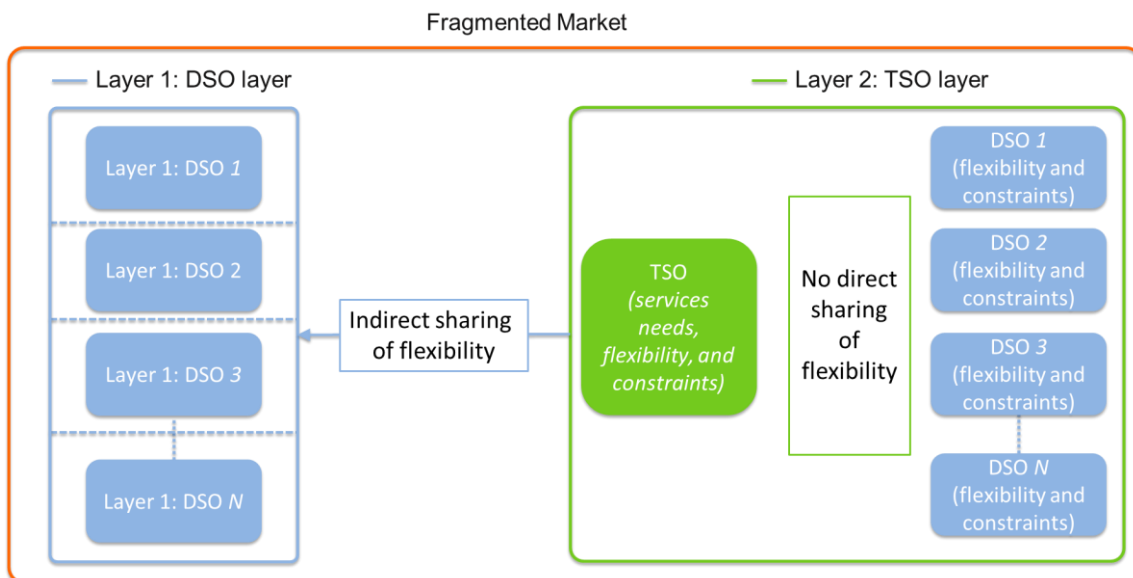 Fragmented Market
Layer 1: DSO layer
Layer 1: DSO 1
Layer 1: DSO 2
Layer 1: DSO 3
Layer 1: DSO N
Indirect sharing
of flexibility
Layer 2: TSO layer
TSO
(services
needs,
flexibility, and
constraints)
No direct
sharing
of
flexibility
DSO 1
(flexibility and
constraints)
DSO 2
(flexibility and
constraints)
DSO 3
(flexibility and
constraints)
DSO N
(flexibility and
constraints)